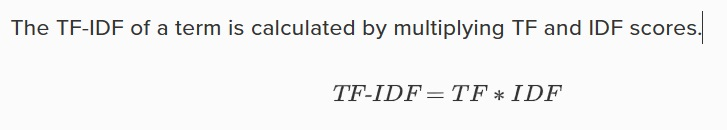 The TF-IDF of a term is calculated by multiplying TF and IDF scores.
TF-IDF = TF * IDF